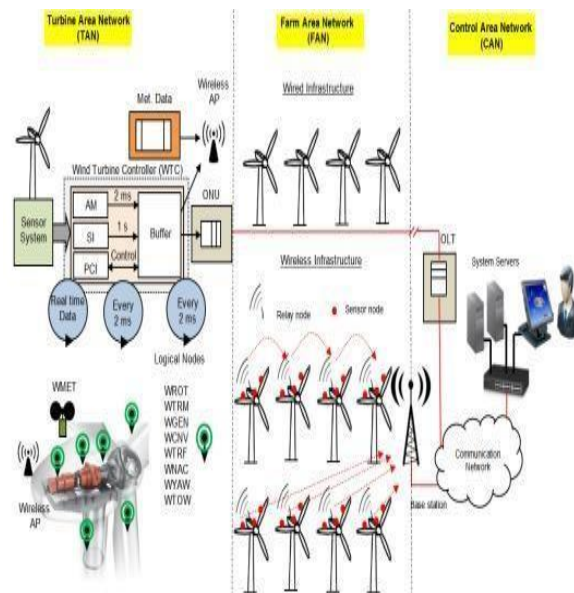 Turbine Area Network
(TAN)
Farm Area Network
(FAN)
Control Area Network
(CAN)
Wireless
AP
Met. Data
Wired Infrastructure
Wind Turbine Controller (WTC)
Sensor
System
AM
2 ms
SI
1 s
PCI
Control
Buffer
ONU
OLT
System Servers
Real time
Data
Every
2 ms
Every
2 ms
Logical Nodes
Wireless Infrastructure
Relay node
Sensor node
WMET
Wireless
AP
WROT
WTRM
WGEN
WCNV
WTRF
WNAC
WYAW
WTOW
Base station
Communication
Network